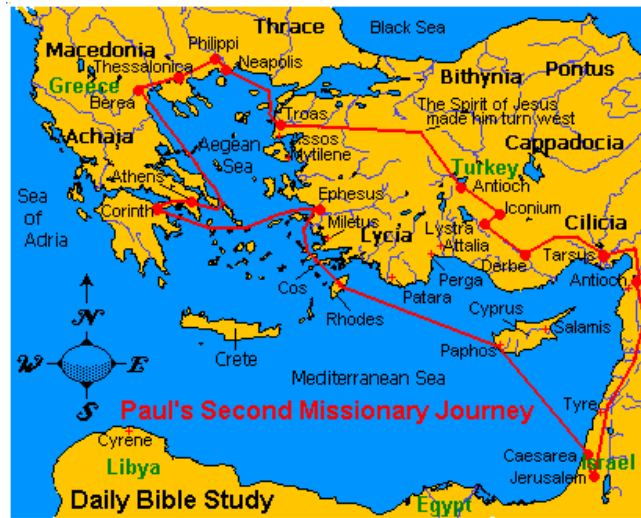 Black Sea
Thrace
Macedonia
Philippi
Thessalonica
Neapolis
Greece
Berea
Bithynia
Pontus
The Spirit of Jesus
made him turn west
Troas
Assos
Mytilene
Achaia
Aegean
Sea
Cappadocia
Turkey
Antioch
Athens
Sea
of
Adria
Corinth
Ephesus
Miletus
Iconium
Lystra
Lycia
Attalia
Cilicia
Derbe
Tarsus
Antioch
Perga
Patara
Cos
Rhodes
Cyprus
Salamis
Paphos
Crete
N
W
E
S
Mediterranean Sea
Paul's Second Missionary Journey
Tyre
Cyrene
Libya
Caesarea
Israel
Jerusalem
Daily Bible Study
Egypt